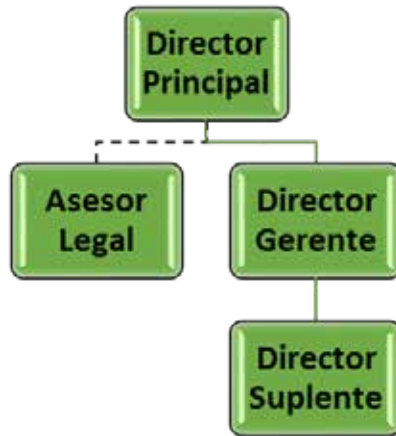 Director
Principal
Asesor
Legal
Director
Gerente
Director
Suplente